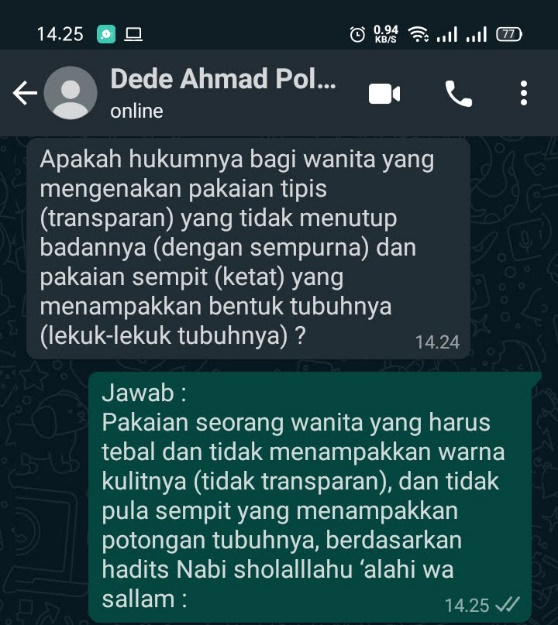 14.25 0.94 KB/S 77
Dede Ahmad Pol...
online
Apakah hukumnya bagi wanita yang
mengenakan pakaian tipis
(transparan) yang tidak menutup
badannya (dengan sempurna) dan
pakaian sempit (ketat) yang
menampakkan bentuk tubuhnya
(lekuk-lekuk tubuhnya) ?
14.24
Jawab :
Pakaian seorang wanita yang harus
tebal dan tidak menampakkan warna
kulitnya (tidak transparan), dan tidak
pula sempit yang menampakkan
potongan tubuhnya, berdasarkan
hadits Nabi sholalllahu ‘alahi wa
sallam :
14.25